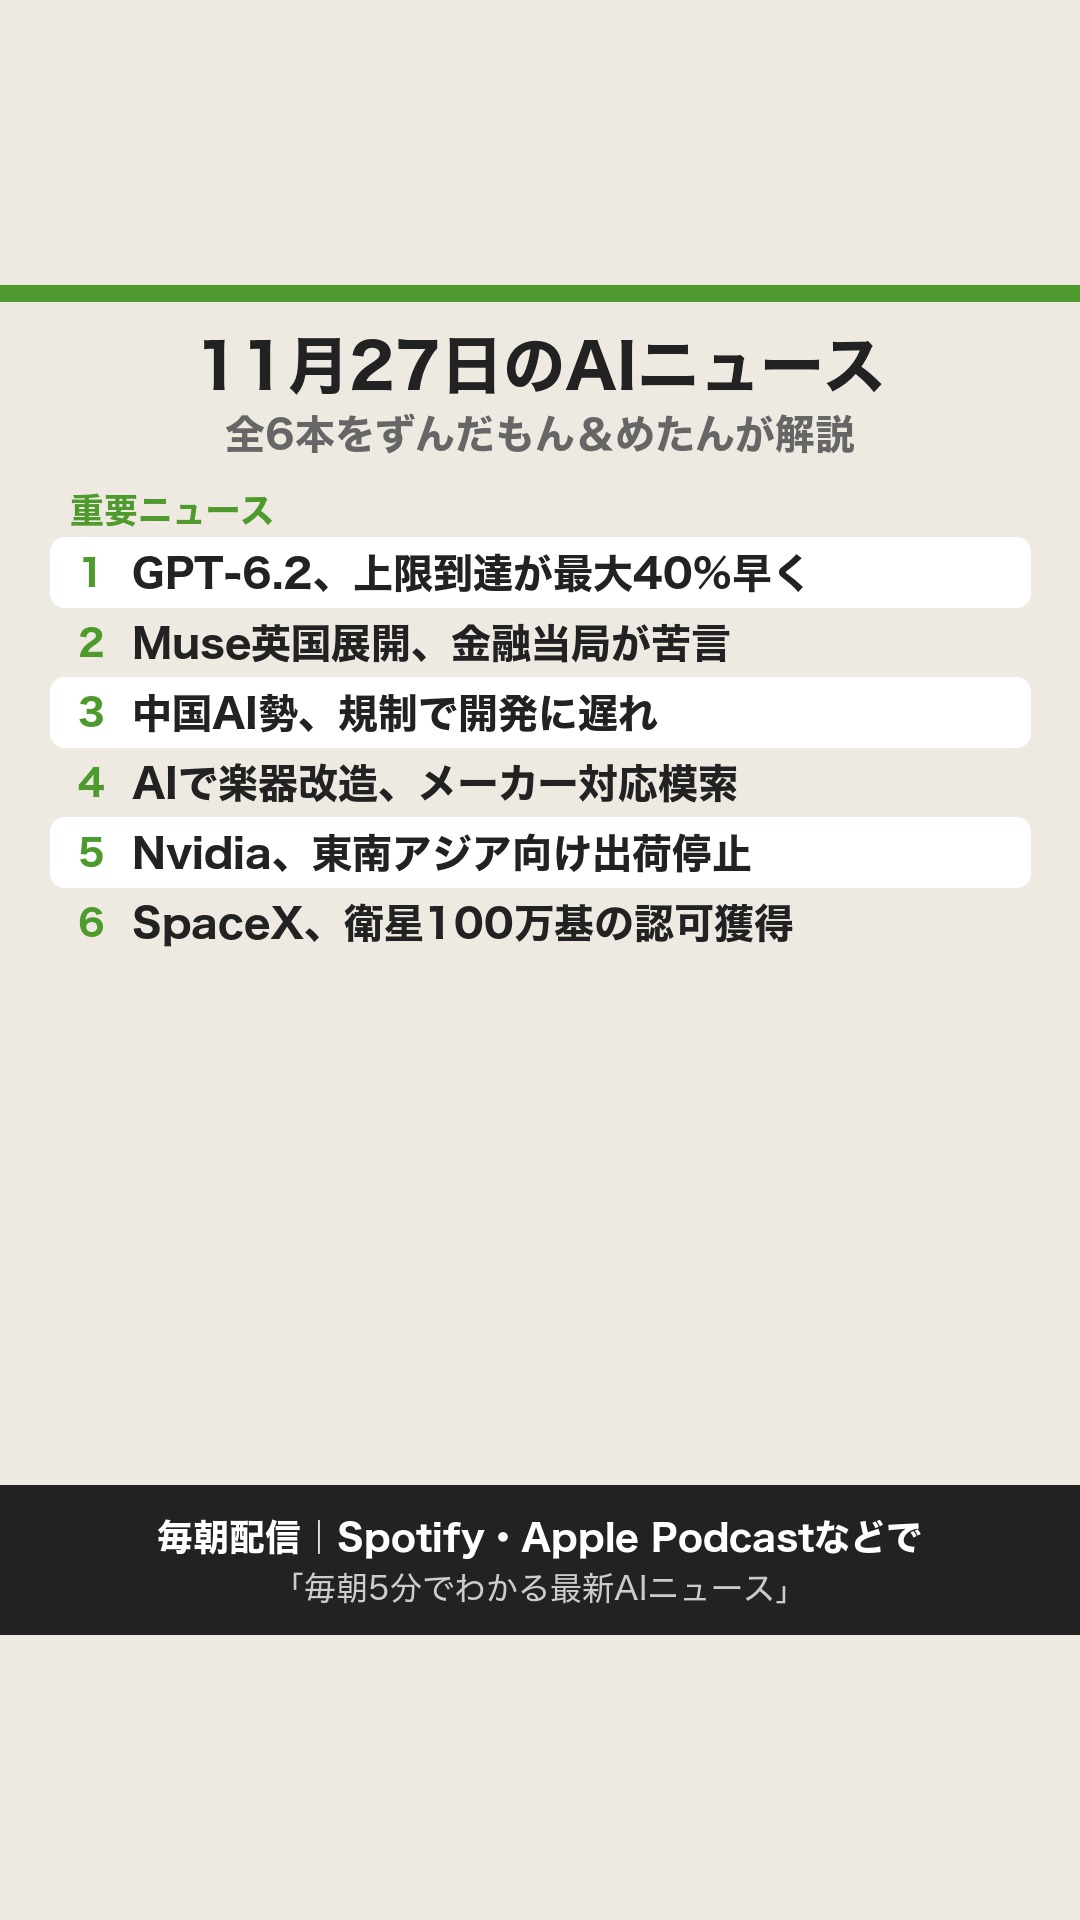 11月27日のAIニュース
全6本をずんだもん＆めたんが解説
重要ニュース
1 GPT-6.2、上限到達が最大40%早く
2 Muse英国展開、金融当局が苦言
3 中国AI勢、規制で開発に遅れ
4 AIで楽器改造、メーカー対応模索
5 Nvidia、東南アジア向け出荷停止
6 SpaceX、衛星100万基の認可獲得
毎朝配信｜Spotify・Apple Podcastなどで
「毎朝5分でわかる最新AIニュース」